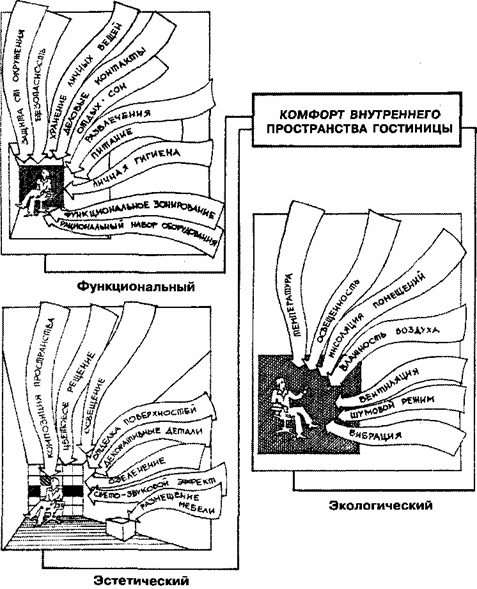 КОМФОРТ ВНУТРЕННЕГО
ПРОСТРАНСТВА ГОСТИНИЦЫ
ЗАЩИТА ОТ ОКРУЖЕНИЯ
БЕЗОПАСНОСТЬ
ХРАНЕНИЕ ЛИЧНЫХ ВЕЩЕЙ
ДЕЛОВЫЕ КОНТАКТЫ
ОТДЫХ - СОН
РАЗВЛЕЧЕНИЯ
ПИТАНИЕ
ЛИЧНАЯ ГИГИЕНА
ФУНКЦИОНАЛЬНОЕ ЗОНИРОВАНИЕ
РАЦИОНАЛЬНЫЙ НАБОР ОБОРУДОВАНИЯ
Функциональный
КОМПОЗИЦИЯ ПРОСТРАНСТВА
ЦВЕТОВОЕ РЕШЕНИЕ
ОСВЕЩЕНИЕ
ОТДЕЛКА ПОВЕРХНОСТЕЙ
ДЕКОРАТИВНЫЕ ДЕТАЛИ
ОЗЕЛЕНЕНИЕ
СВЕТО-ЗВУКОВОЙ ЭФФЕКТ
РАЗМЕЩЕНИЕ
МЕБЕЛИ
Эстетический
ТЕМПЕРАТУРА
ОСВЕЩЕННОСТЬ
ИНСОЛЯЦИЯ ПОМЕЩЕНИЙ
ВЛАЖНОСТЬ ВОЗДУХА
ВЕНТИЛЯЦИЯ
ШУМОВОЙ РЕЖИМ
ВИБРАЦИЯ
Экологический